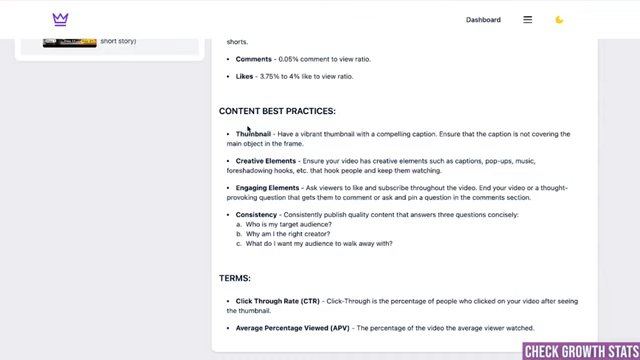 Dashboard
short story)
shorts.
• Comments - 0.05% comment to view ratio.
• Likes - 3.75% to 4% like to view ratio.
CONTENT BEST PRACTICES:
• Thumbnail - Have a vibrant thumbnail with a compelling caption. Ensure that the caption is not covering the
main object in the frame.
• Creative Elements - Ensure your video has creative elements such as captions, pop-ups, music,
foreshadowing hooks, etc. that hook people and keep them watching.
• Engaging Elements - Ask viewers to like and subscribe throughout the video. End your video or a thought-
provoking question that gets them to comment or ask and pin a question in the comments section.
• Consistency - Consistently publish quality content that answers three questions concisely:
a. Who is my target audience?
b. Why am I the right creator?
c. What do I want my audience to walk away with?
TERMS:
• Click Through Rate (CTR) - Click-Through is the percentage of people who clicked on your video after seeing
the thumbnail.
• Average Percentage Viewed (APV) - The percentage of the video the average viewer watched.
CHECK GROWTH STATS